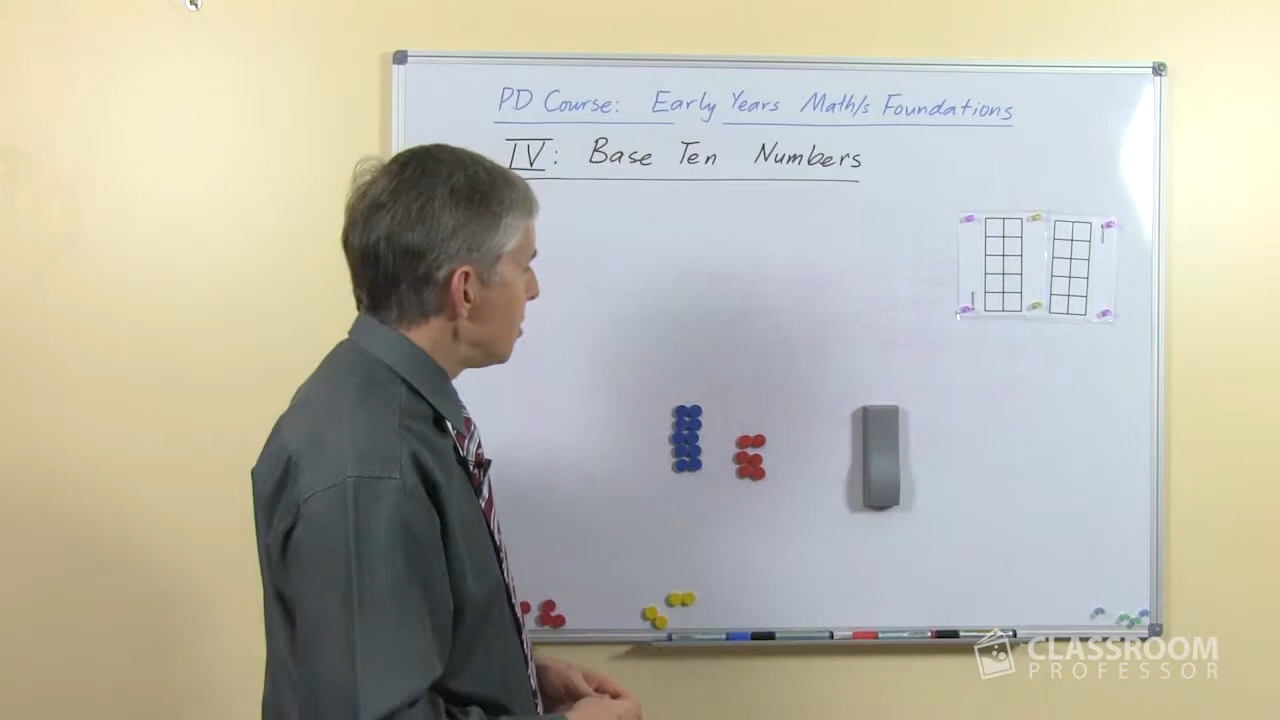 PD Course: Early Years Math/s Foundations
IV: Base Ten Numbers
CLASSROOM
PROFESSOR